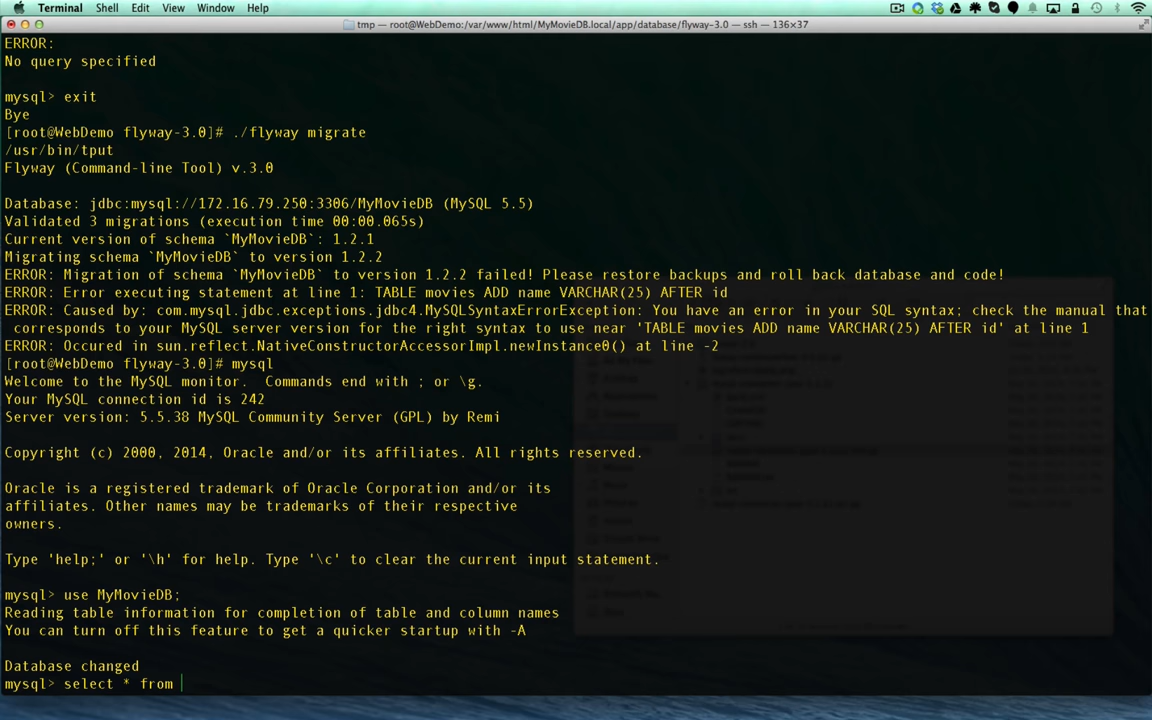 Terminal Shell Edit View Window Help
tmp — root@WebDemo:/var/www/html/MyMovieDB.local/app/database/flyway-3.0 — ssh — 136×37
ERROR:
No query specified
mysql> exit
Bye
[root@WebDemo flyway-3.0]# ./flyway migrate
/usr/bin/tput
Flyway (Command-line Tool) v.3.0
Database: jdbc:mysql://172.16.79.250:3306/MyMovieDB (MySQL 5.5)
Validated 3 migrations (execution time 00:00.065s)
Current version of schema `MyMovieDB`: 1.2.1
Migrating schema `MyMovieDB` to version 1.2.2
ERROR: Migration of schema `MyMovieDB` to version 1.2.2 failed! Please restore backups and roll back database and code!
ERROR: Error executing statement at line 1: TABLE movies ADD name VARCHAR(25) AFTER id
ERROR: Caused by: com.mysql.jdbc.exceptions.jdbc4.MySQLSyntaxErrorException: You have an error in your SQL syntax; check the manual that
corresponds to your MySQL server version for the right syntax to use near 'TABLE movies ADD name VARCHAR(25) AFTER id' at line 1
ERROR: Occured in sun.reflect.NativeConstructorAccessorImpl.newInstance0() at line -2
[root@WebDemo flyway-3.0]# mysql
Welcome to the MySQL monitor.  Commands end with ; or \g.
Your MySQL connection id is 242
Server version: 5.5.38 MySQL Community Server (GPL) by Remi
Copyright (c) 2000, 2014, Oracle and/or its affiliates. All rights reserved.
Oracle is a registered trademark of Oracle Corporation and/or its
affiliates. Other names may be trademarks of their respective
owners.
Type 'help;' or '\h' for help. Type '\c' to clear the current input statement.
mysql> use MyMovieDB;
Reading table information for completion of table and column names
You can turn off this feature to get a quicker startup with -A
Database changed
mysql> select * from